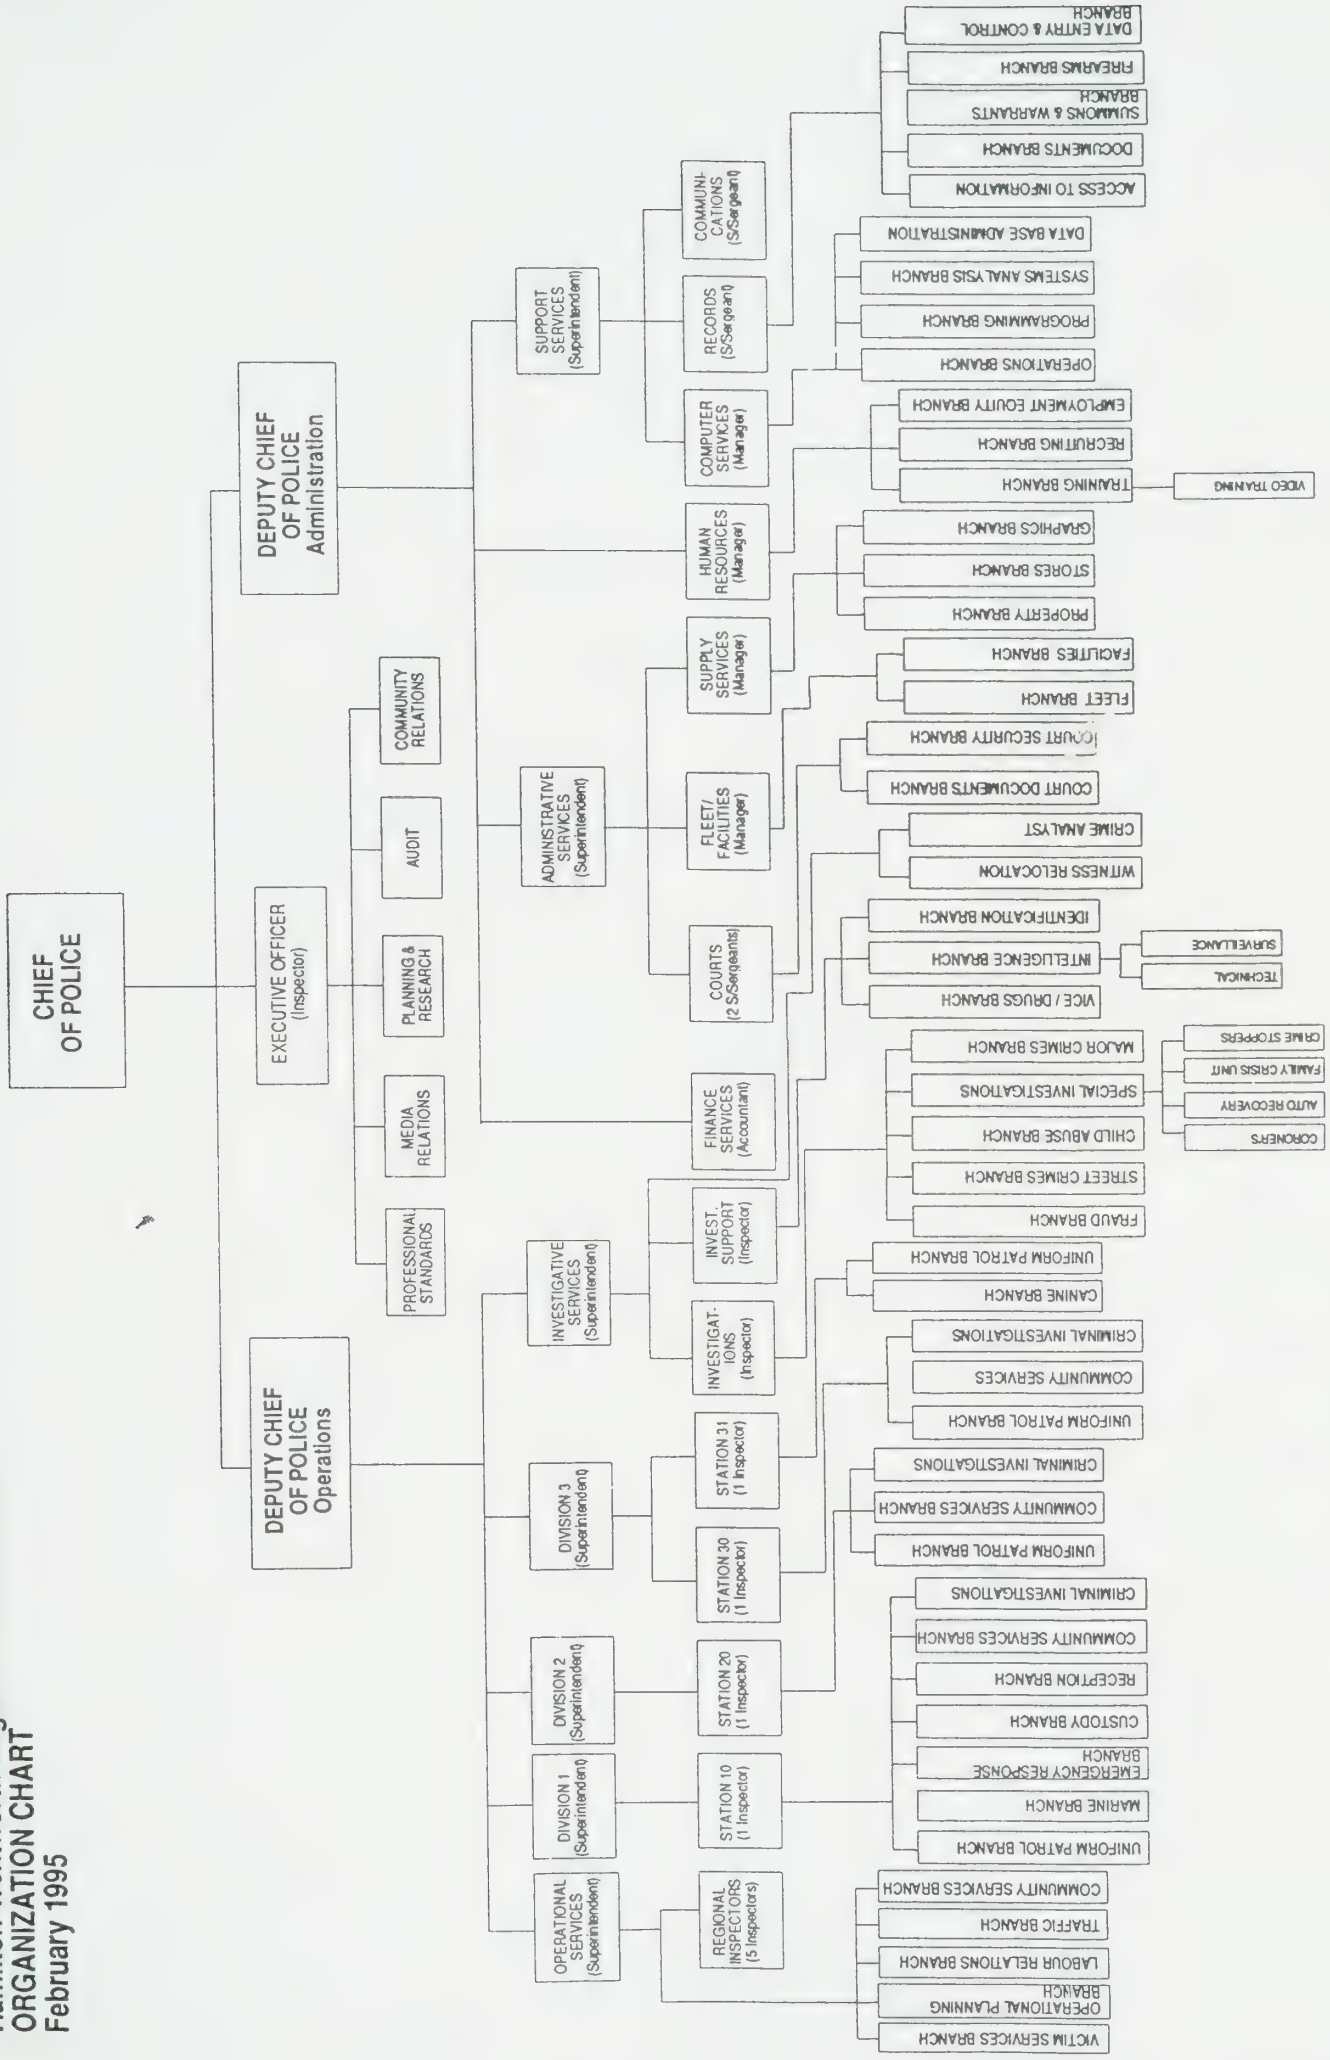 ORGANIZATION CHART
February 1995
CHIEF
OF POLICE
DEPUTY CHIEF
OF POLICE
Operations
EXECUTIVE OFFICER
(Inspector)
DEPUTY CHIEF
OF POLICE
Administration
PROFESSIONAL
STANDARDS
MEDIA
RELATIONS
PLANNING &
RESEARCH
AUDIT
COMMUNITY
RELATIONS
OPERATIONAL
SERVICES
(Superintendent)
DIVISION 1
(Superintendent)
DIVISION 2
(Superintendent)
DIVISION 3
(Superintendent)
INVESTIGATIVE
SERVICES
(Superintendent)
ADMINISTRATIVE
SERVICES
(Superintendent)
SUPPORT
SERVICES
(Superintendent)
REGIONAL
INSPECTORS
(5 Inspectors)
STATION 10
(1 Inspector)
STATION 20
(1 Inspector)
STATION 30
(1 Inspector)
STATION 31
(1 Inspector)
INVESTIGAT-
IONS
(Inspector)
INVEST.
SUPPORT
(Inspector)
FINANCE
SERVICES
(Accountant)
COURTS
(2 S/Sergeants)
FLEET/
FACILITIES
(Manager)
SUPPLY
SERVICES
(Manager)
HUMAN
RESOURCES
(Manager)
COMPUTER
SERVICES
(Manager)
RECORDS
(S/Sergeant)
COMMUNI-
CATIONS
(S/Sergeant)
VICTIM SERVICES BRANCH
OPERATIONAL PLANNING
BRANCH
LABOUR RELATIONS BRANCH
TRAFFIC BRANCH
COMMUNITY SERVICES BRANCH
UNIFORM PATROL BRANCH
MARINE BRANCH
EMERGENCY RESPONSE
BRANCH
CUSTODY BRANCH
RECEPTION BRANCH
COMMUNITY SERVICES BRANCH
CRIMINAL INVESTIGATIONS
UNIFORM PATROL BRANCH
COMMUNITY SERVICES BRANCH
CRIMINAL INVESTIGATIONS
UNIFORM PATROL BRANCH
COMMUNITY SERVICES
CRIMINAL INVESTIGATIONS
CANINE BRANCH
UNIFORM PATROL BRANCH
FRAUD BRANCH
STREET CRIMES BRANCH
CHILD ABUSE BRANCH
SPECIAL INVESTIGATIONS
MAJOR CRIMES BRANCH
CORONERS
AUTO RECOVERY
FAMILY CRISIS UNIT
CRIME STOPPERS
VICE / DRUGS BRANCH
INTELLIGENCE BRANCH
IDENTIFICATION BRANCH
TECHNICAL
SURVEILLANCE
WITNESS RELOCATION
CRIME ANALYST
COURT DOCUMENTS BRANCH
COURT SECURITY BRANCH
FLEET BRANCH
FACILITIES BRANCH
PROPERTY BRANCH
STORES BRANCH
GRAPHICS BRANCH
TRAINING BRANCH
RECRUITING BRANCH
EMPLOYMENT EQUITY BRANCH
VIDEO TRAINING
OPERATIONS BRANCH
PROGRAMMING BRANCH
SYSTEMS ANALYSIS BRANCH
DATA BASE ADMINISTRATION
ACCESS TO INFORMATION
DOCUMENTS BRANCH
SUMMONS & WARRANTS
BRANCH
FIREARMS BRANCH
DATA ENTRY & CONTROL
BRANCH